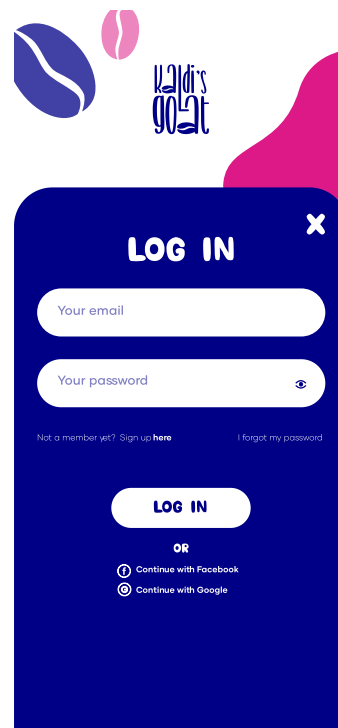 Kaldi's
goat
X
LOG IN
Your email
Your password
Not a member yet? Sign up here
I forgot my password
LOG IN
OR
Continue with Facebook
Continue with Google